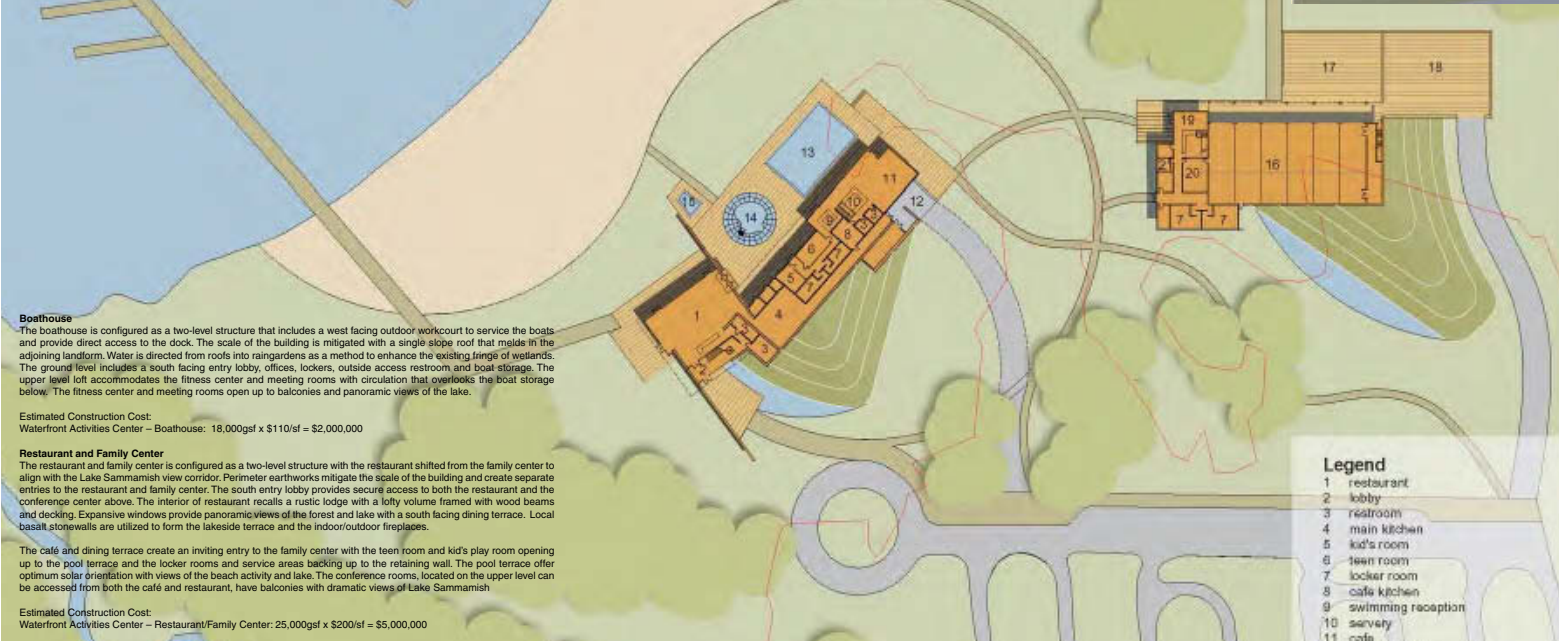 Boathouse
The boathouse is configured as a two-level structure that includes a west facing outdoor workcourt to service the boats
and provide direct access to the dock. The scale of the building is mitigated with a single slope roof that melds in the
adjoining landform. Water is directed from roofs into raingardens as a method to enhance the existing fringe of wetlands.
The ground level includes a south facing entry lobby, offices, lockers, outside access restroom and boat storage. The
upper level loft accommodates the fitness center and meeting rooms with circulation that overlooks the boat storage
below. The fitness center and meeting rooms open up to balconies and panoramic views of the lake.
Estimated Construction Cost:
Waterfront Activities Center – Boathouse: 18,000gsf x $110/sf = $2,000,000
Restaurant and Family Center
The restaurant and family center is configured as a two-level structure with the restaurant shifted from the family center to
align with the Lake Sammamish view corridor. Perimeter earthworks mitigate the scale of the building and create separate
entries to the restaurant and family center. The south entry lobby provides secure access to both the restaurant and the
conference center above. The interior of restaurant recalls a rustic lodge with a lofty volume framed with wood beams
and decking. Expansive windows provide panoramic views of the forest and lake with a south facing dining terrace. Local
basalt stonewalls are utilized to form the lakeside terrace and the indoor/outdoor fireplaces.
The café and dining terrace create an inviting entry to the family center with the teen room and kid's play room opening
up to the pool terrace and the locker rooms and service areas backing up to the retaining wall. The pool terrace offer
optimum solar orientation with views of the beach activity and lake. The conference rooms, located on the upper level can
be accessed from both the café and restaurant, have balconies with dramatic views of Lake Sammamish
Estimated Construction Cost:
Waterfront Activities Center – Restaurant/Family Center: 25,000gsf x $200/sf = $5,000,000
17
18
19
16
20
7
7
13
11
12
15
14
10
8
6
5
1
4
3
2
Legend
1 restaurant
2 lobby
3 restroom
4 main kitchen
5 kid's room
6 teen room
7 locker room
8 cafe kitchen
9 swimming reception
10 servery
11 cafe